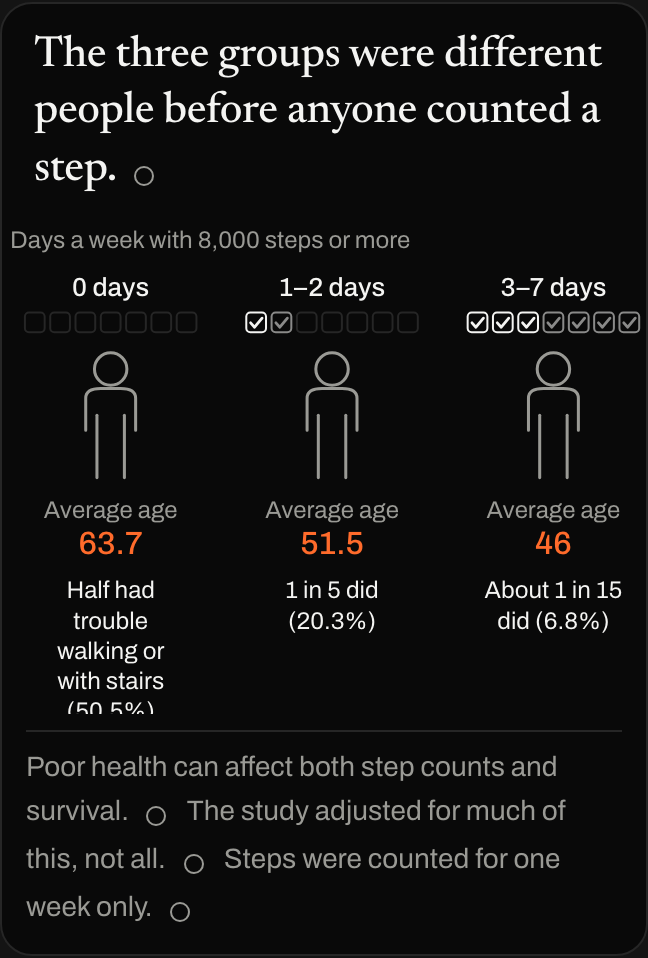 The three groups were different
people before anyone counted a
step.
Days a week with 8,000 steps or more
0 days
1–2 days
3–7 days
Average age
63.7
Average age
51.5
Average age
46
Half had
trouble
walking or
with stairs
(50.5%)
1 in 5 did
(20.3%)
About 1 in 15
did (6.8%)
Poor health can affect both step counts and
survival. The study adjusted for much of
this, not all. Steps were counted for one
week only.